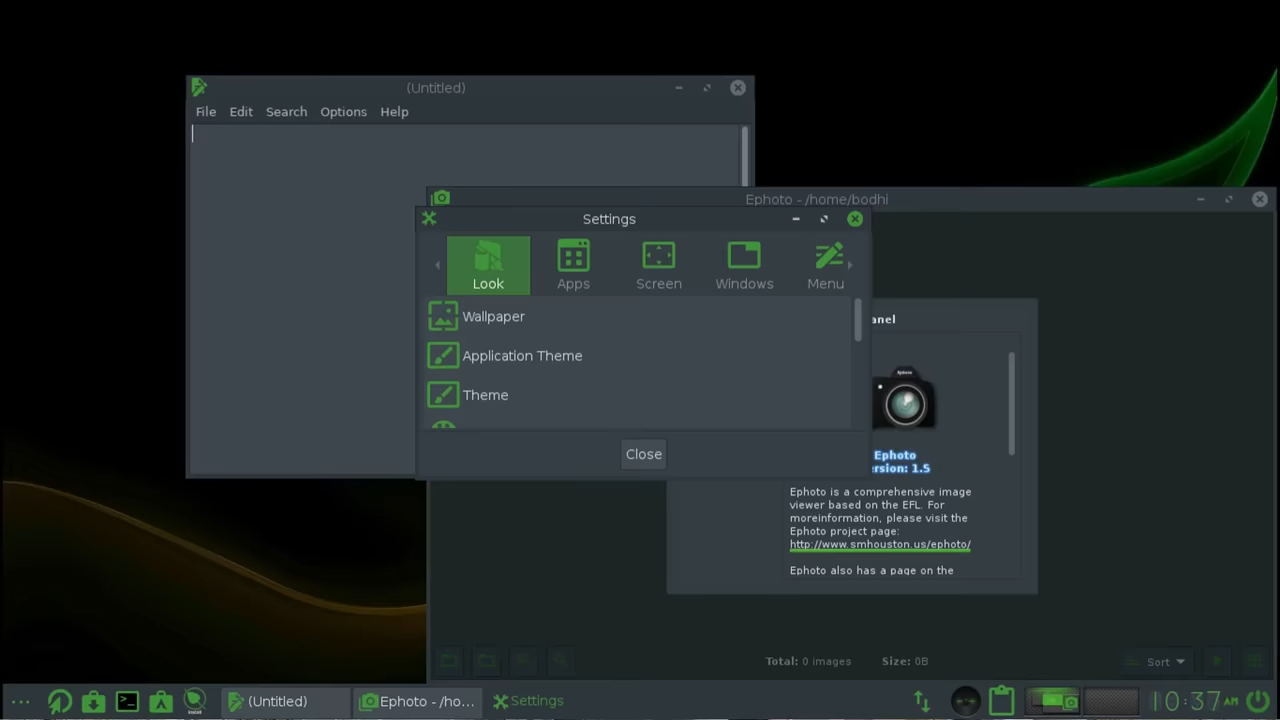 (Untitled)
File Edit Search Options Help
Ephoto - /home/bodhi
Settings
Look Apps Screen Windows Menu
Wallpaper
Application Theme
Theme
Close
anel
Ephoto
Ephoto
ersion: 1.5
Ephoto is a comprehensive image
viewer based on the EFL. For
moreinformation, please visit the
Ephoto project page:
http://www.smhouston.us/ephoto/
Ephoto also has a page on the
Total: 0 images Size: 0B
Sort
(Untitled) Ephoto - /ho... Settings
10:37 AM